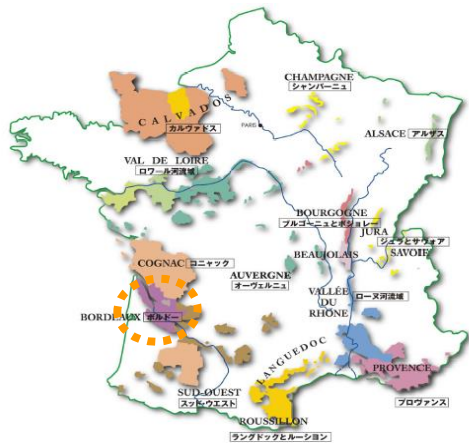 CHAMPAGNE
シャンパーニュ
CALVADOS
カルヴァドス
PARIS
ALSACE アルザス
VAL DE LOIRE
ロワール河流域
BOURGOGNE
ブルゴーニュとボジョレー
JURA
ジュラとサヴォア
SAVOIE
BEAUJOLAIS
COGNAC コニャック
AUVERGNE
オーヴェルニュ
VALLÉE
DU
RHÔNE
ローヌ河流域
BORDEAUX ボルドー
LANGUEDOC
PROVENCE
プロヴァンス
SUD-OUEST
スッド・ウエスト
ROUSSILLON
ラングドックとルーション